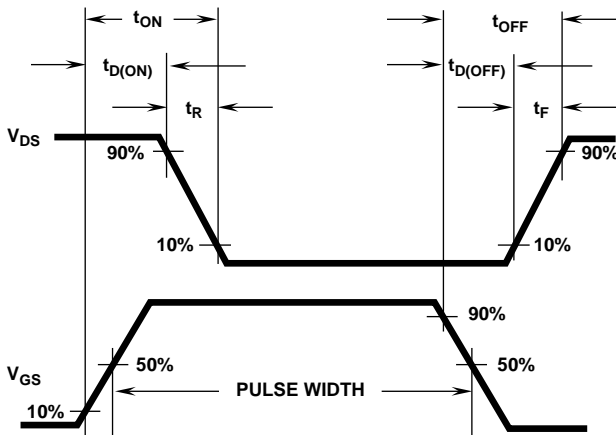 tON
tOFF
tD(ON)
tD(OFF)
tR
tF
VDS
90%
90%
10%
10%
90%
50%
50%
VGS
PULSE WIDTH
10%